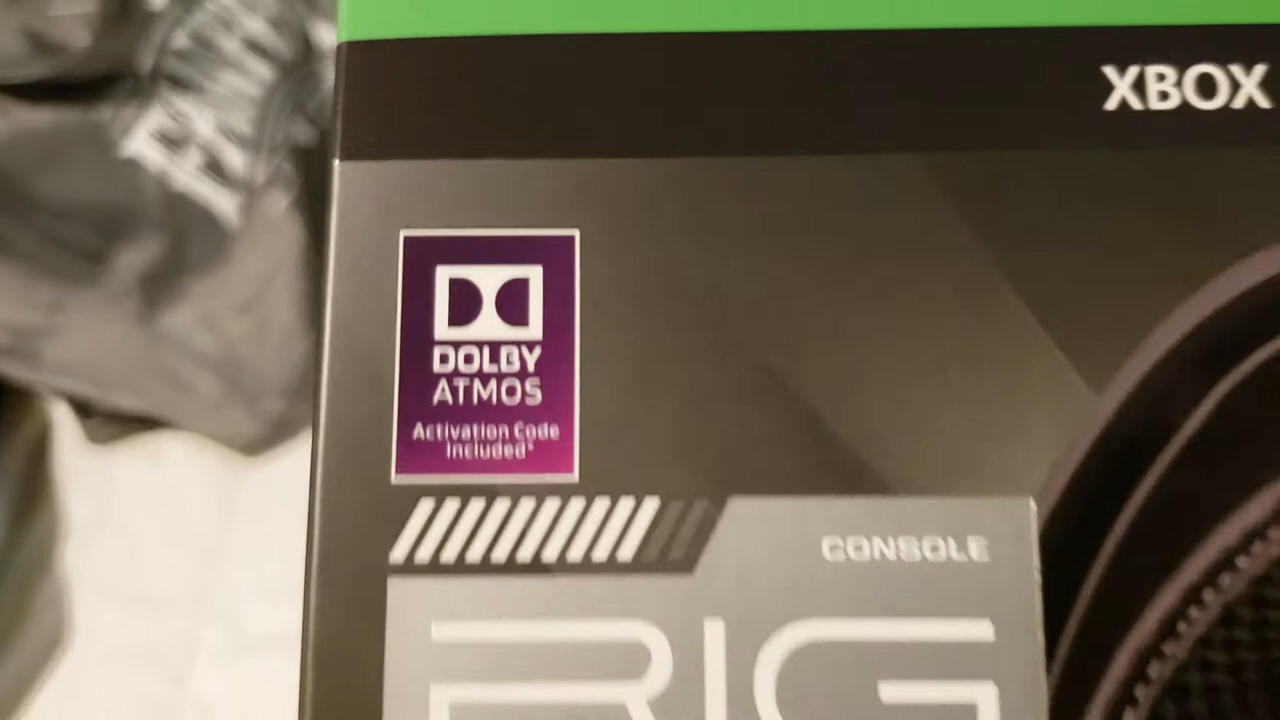 XBOX
DOLBY
ATMOS
Activation Code
Included*
CONSOLE
RIG